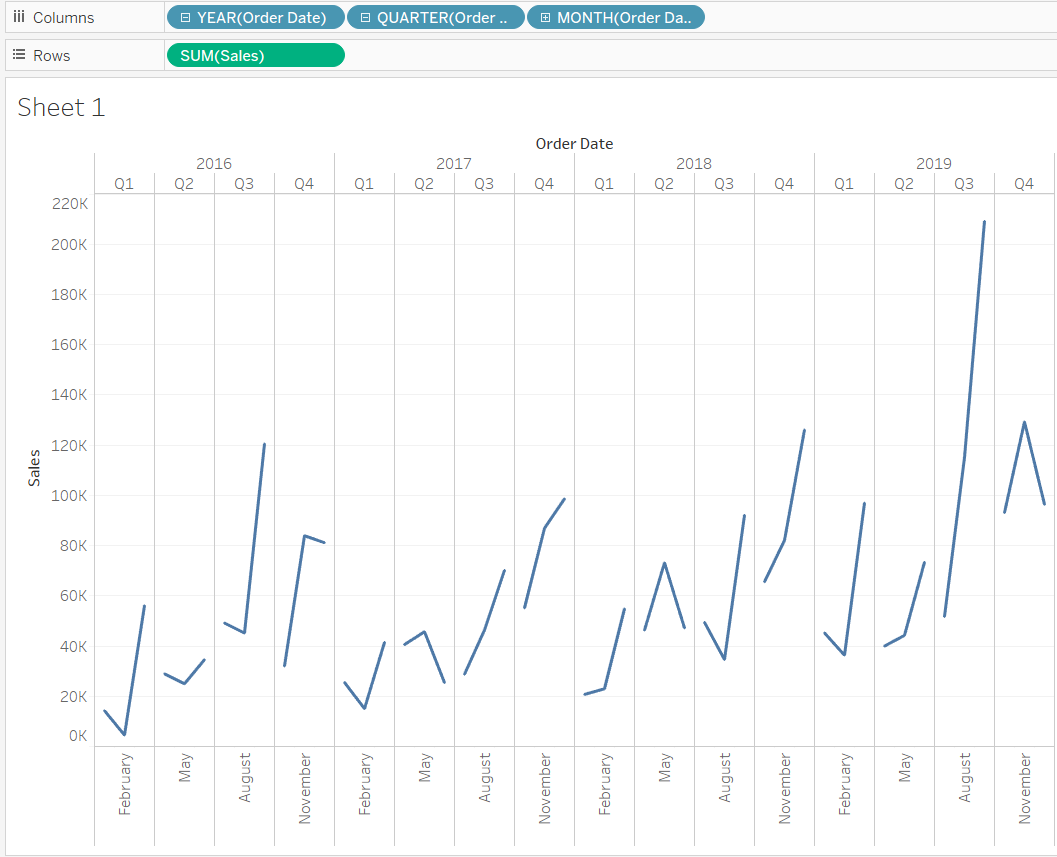 Columns YEAR(Order Date) QUARTER(Order .. MONTH(Order Da..
Rows SUM(Sales)
Sheet 1
Order Date
2016 2017 2018 2019
Q1 Q2 Q3 Q4 Q1 Q2 Q3 Q4 Q1 Q2 Q3 Q4 Q1 Q2 Q3 Q4
220K
200K
180K
160K
140K
120K
100K
80K
60K
40K
20K
0K
Sales
February May August November February May August November February May August November February May August November